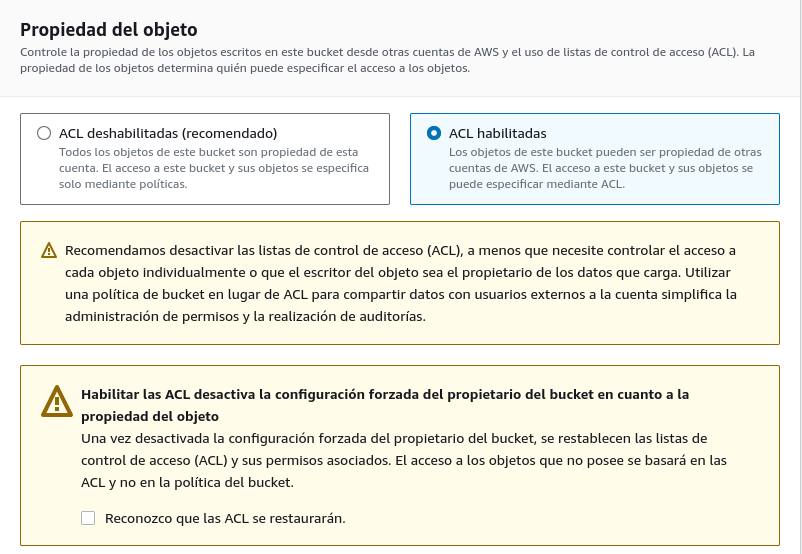 Propiedad del objeto
Controle la propiedad de los objetos escritos en este bucket desde otras cuentas de AWS y el uso de listas de control de acceso (ACL). La
propiedad de los objetos determina quién puede especificar el acceso a los objetos.
ACL deshabilitadas (recomendado)
Todos los objetos de este bucket son propiedad de esta
cuenta. El acceso a este bucket y sus objetos se especifica
solo mediante políticas.
ACL habilitadas
Los objetos de este bucket pueden ser propiedad de otras
cuentas de AWS. El acceso a este bucket y sus objetos se
puede especificar mediante ACL.
Recomendamos desactivar las listas de control de acceso (ACL), a menos que necesite controlar el acceso a
cada objeto individualmente o que el escritor del objeto sea el propietario de los datos que carga. Utilizar
una política de bucket en lugar de ACL para compartir datos con usuarios externos a la cuenta simplifica la
administración de permisos y la realización de auditorías.
Habilitar las ACL desactiva la configuración forzada del propietario del bucket en cuanto a la
propiedad del objeto
Una vez desactivada la configuración forzada del propietario del bucket, se restablecen las listas de
control de acceso (ACL) y sus permisos asociados. El acceso a los objetos que no posee se basará en las
ACL y no en la política del bucket.
Reconozco que las ACL se restaurarán.